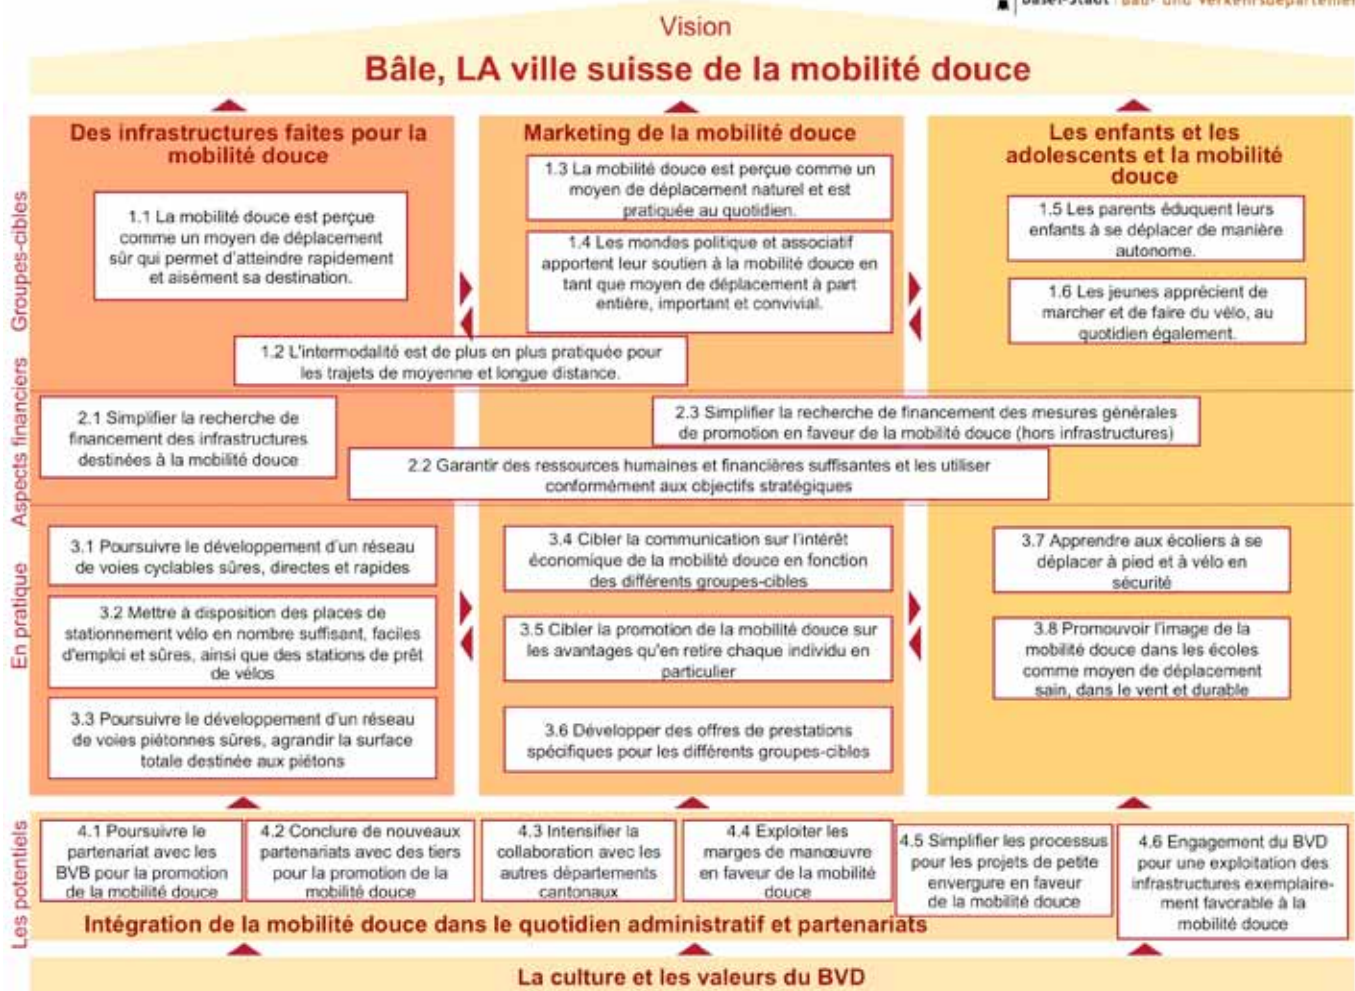 Basel-Stadt Bau- und Verkehrsdepartement
Vision
Bâle, LA ville suisse de la mobilité douce
Des infrastructures faites pour la
mobilité douce
Marketing de la mobilité douce
Les enfants et les
adolescents et la mobilité
douce
Groupes-cibles
1.1 La mobilité douce est perçue
comme un moyen de déplacement
sûr qui permet d'atteindre rapidement
et aisément sa destination.
1.3 La mobilité douce est perçue comme un
moyen de déplacement naturel et est
pratiquée au quotidien.
1.4 Les mondes politique et associatif
apportent leur soutien à la mobilité douce en
tant que moyen de déplacement à part
entière, important et convivial.
1.5 Les parents éduquent leurs
enfants à se déplacer de manière
autonome.
1.6 Les jeunes apprécient de
marcher et de faire du vélo, au
quotidien également.
1.2 L'intermodalité est de plus en plus pratiquée pour
les trajets de moyenne et longue distance.
Aspects financiers
2.1 Simplifier la recherche de
financement des infrastructures
destinées à la mobilité douce
2.3 Simplifier la recherche de financement des mesures générales
de promotion en faveur de la mobilité douce (hors infrastructures)
2.2 Garantir des ressources humaines et financières suffisantes et les utiliser
conformément aux objectifs stratégiques
En pratique
3.1 Poursuivre le développement d'un réseau
de voies cyclables sûres, directes et rapides
3.2 Mettre à disposition des places de
stationnement vélo en nombre suffisant, faciles
d'emploi et sûres, ainsi que des stations de prêt
de vélos
3.3 Poursuivre le développement d'un réseau
de voies piétonnes sûres, agrandir la surface
totale destinée aux piétons
3.4 Cibler la communication sur l'intérêt
économique de la mobilité douce en fonction
des différents groupes-cibles
3.5 Cibler la promotion de la mobilité douce sur
les avantages qu'en retire chaque individu en
particulier
3.6 Développer des offres de prestations
spécifiques pour les différents groupes-cibles
3.7 Apprendre aux écoliers à se
déplacer à pied et à vélo en
sécurité
3.8 Promouvoir l'image de la
mobilité douce dans les écoles
comme moyen de déplacement
sain, dans le vent et durable
Les potentiels
4.1 Poursuivre le
partenariat avec les
BVB pour la promotion
de la mobilité douce
4.2 Conclure de nouveaux
partenariats avec des tiers
pour la promotion de la
mobilité douce
4.3 Intensifier la
collaboration avec les
autres départements
cantonaux
4.4 Exploiter les
marges de manœuvre
en faveur de la mobilité
douce
4.5 Simplifier les processus
pour les projets de petite
envergure en faveur
de la mobilité douce
4.6 Engagement du BVD
pour une exploitation des
infrastructures exemplaire-
ment favorable à la
mobilité douce
Intégration de la mobilité douce dans le quotidien administratif et partenariats
La culture et les valeurs du BVD